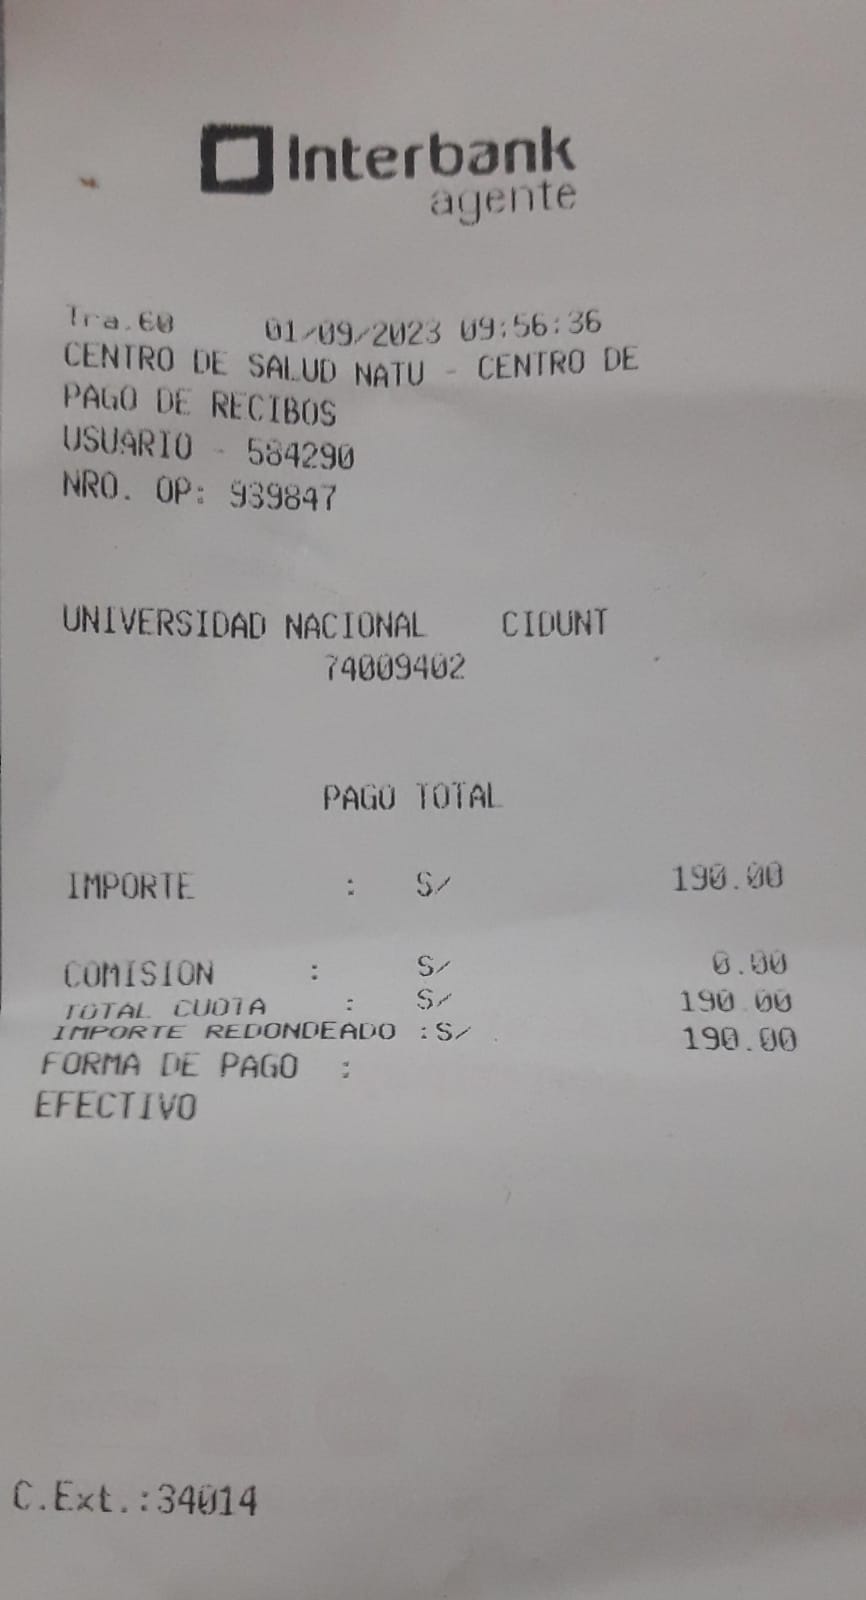 Interbank
agente
Tra.60 01/09/2023 09:56:36
CENTRO DE SALUD NATU - CENTRO DE
PAGO DE RECIBOS
USUARIO - 584290
NRO. OP: 939847
UNIVERSIDAD NACIONAL CIDUNT
74009402
PAGO TOTAL
IMPORTE : S/ 190.00
COMISION : S/ 0.00
TOTAL CUOTA : S/ 190.00
IMPORTE REDONDEADO :S/ 190.00
FORMA DE PAGO :
EFECTIVO
C.Ext.:34014